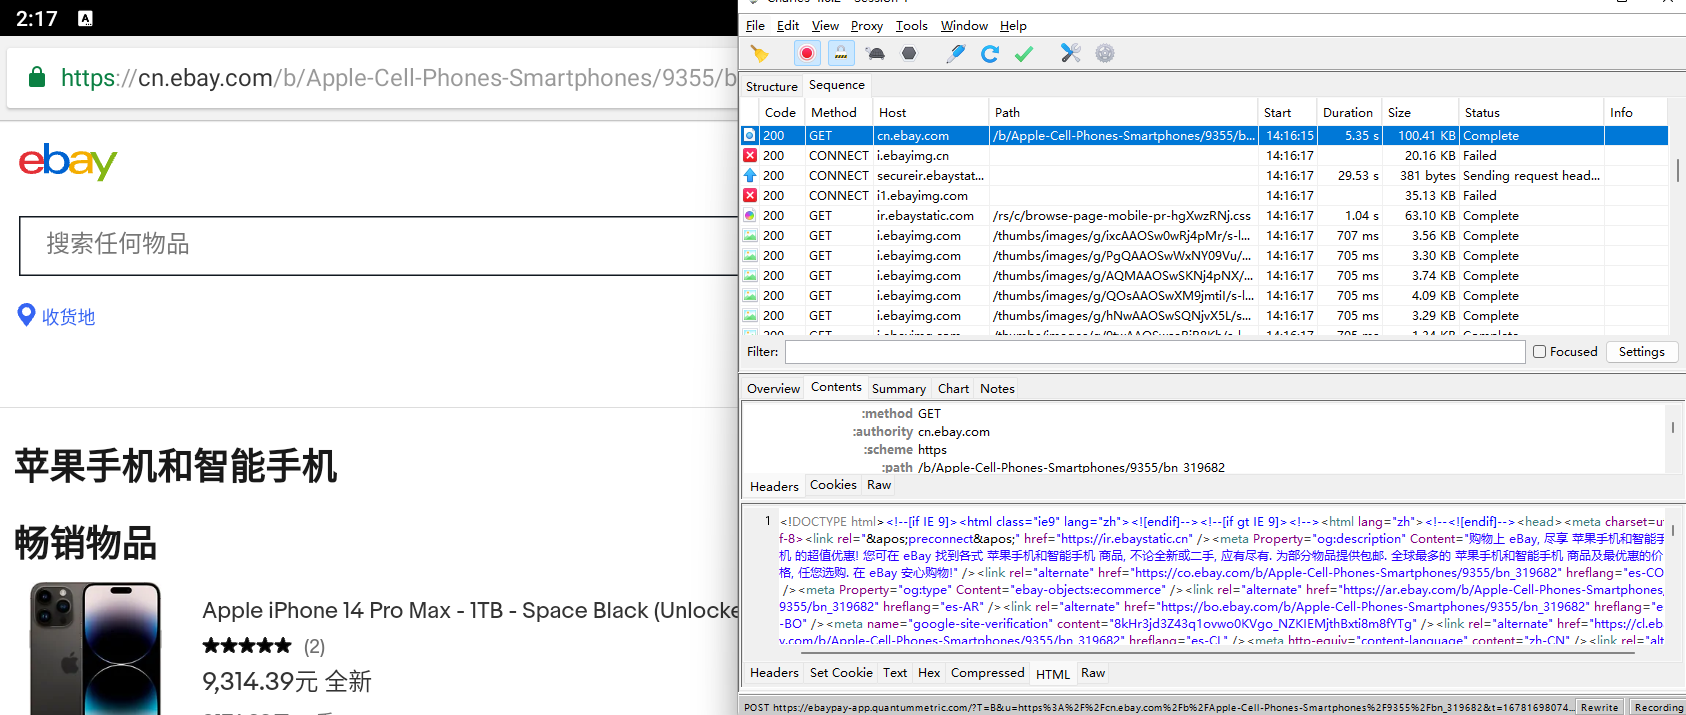 2:17 A
https://cn.ebay.com/b/Apple-Cell-Phones-Smartphones/9355/b
ebay
搜索任何物品
收货地
苹果手机和智能手机
畅销物品
Apple iPhone 14 Pro Max - 1TB - Space Black (Unlocke
(2)
9,314.39元 全新
File Edit View Proxy Tools Window Help
Structure Sequence
Code Method Host Path Start Duration Size Status Info
200 GET cn.ebay.com /b/Apple-Cell-Phones-Smartphones/9355/b... 14:16:15 5.35 s 100.41 KB Complete
200 CONNECT i.ebayimg.cn 14:16:17 20.16 KB Failed
200 CONNECT secureir.ebaystat... 14:16:17 29.53 s 381 bytes Sending request head...
200 CONNECT i1.ebayimg.com 14:16:17 35.13 KB Failed
200 GET ir.ebaystatic.com /rs/c/browse-page-mobile-pr-hgXwzRNj.css 14:16:17 1.04 s 63.10 KB Complete
200 GET i.ebayimg.com /thumbs/images/g/ixcAAOSw0wRj4pMr/s-l... 14:16:17 707 ms 3.56 KB Complete
200 GET i.ebayimg.com /thumbs/images/g/PgQAAOSwWxNY09Vu/... 14:16:17 705 ms 3.30 KB Complete
200 GET i.ebayimg.com /thumbs/images/g/AQMAAOSwSKNj4pNX/... 14:16:17 705 ms 3.74 KB Complete
200 GET i.ebayimg.com /thumbs/images/g/QOsAAOSwXM9jmtiI/s-l... 14:16:17 705 ms 4.09 KB Complete
200 GET i.ebayimg.com /thumbs/images/g/hNwAAOSwSQNjvX5L/s... 14:16:17 705 ms 3.29 KB Complete
Filter: Focused Settings
Overview Contents Summary Chart Notes
:method GET
:authority cn.ebay.com
:scheme https
:path /b/Apple-Cell-Phones-Smartphones/9355/bn_319682
Headers Cookies Raw
1 <!DOCTYPE html><!--[if IE 9]><html class="ie9" lang="zh"><![endif]--><!--[if gt IE 9]><!--><html lang="zh"><!--<![endif]--><head><meta charset=ut
f-8><link rel="&apos;preconnect&apos;" href="https://ir.ebaystatic.cn" /><meta Property="og:description" Content="购物上 eBay, 尽享 苹果手机和智能手
机 的超值优惠! 您可在 eBay 找到各式 苹果手机和智能手机 商品, 不论全新或二手, 应有尽有. 为部分物品提供包邮. 全球最多的 苹果手机和智能手机 商品及最优惠的价
格, 任您选购. 在 eBay 安心购物!" /><link rel="alternate" href="https://co.ebay.com/b/Apple-Cell-Phones-Smartphones/9355/bn_319682" hreflang="es-CO
" /><meta Property="og:type" Content="ebay-objects:ecommerce" /><link rel="alternate" href="https://ar.ebay.com/b/Apple-Cell-Phones-Smartphones/
9355/bn_319682" hreflang="es-AR" /><link rel="alternate" href="https://bo.ebay.com/b/Apple-Cell-Phones-Smartphones/9355/bn_319682" hreflang="e
-BO" /><meta name="google-site-verification" content="8kHr3jd3Z43q1ovwo0KVgo_NZKIEMjthBxti8m8fYTg" /><link rel="alternate" href="https://cl.eb
y.com/b/Apple-Cell-Phones-Smartphones/9355/bn_319682" hreflang="es-CL" /><meta http-equiv="content-language" content="zh-CN" /><link rel="alt
Headers Set Cookie Text Hex Compressed HTML Raw
POST https://ebaypay-app.quantummetric.com/?T=B&u=https%3A%2F%2Fcn.ebay.com%2Fb%2FApple-Cell-Phones-Smartphones%2F9355%2Fbn_319682&t=16781698074... Rewrite Recording